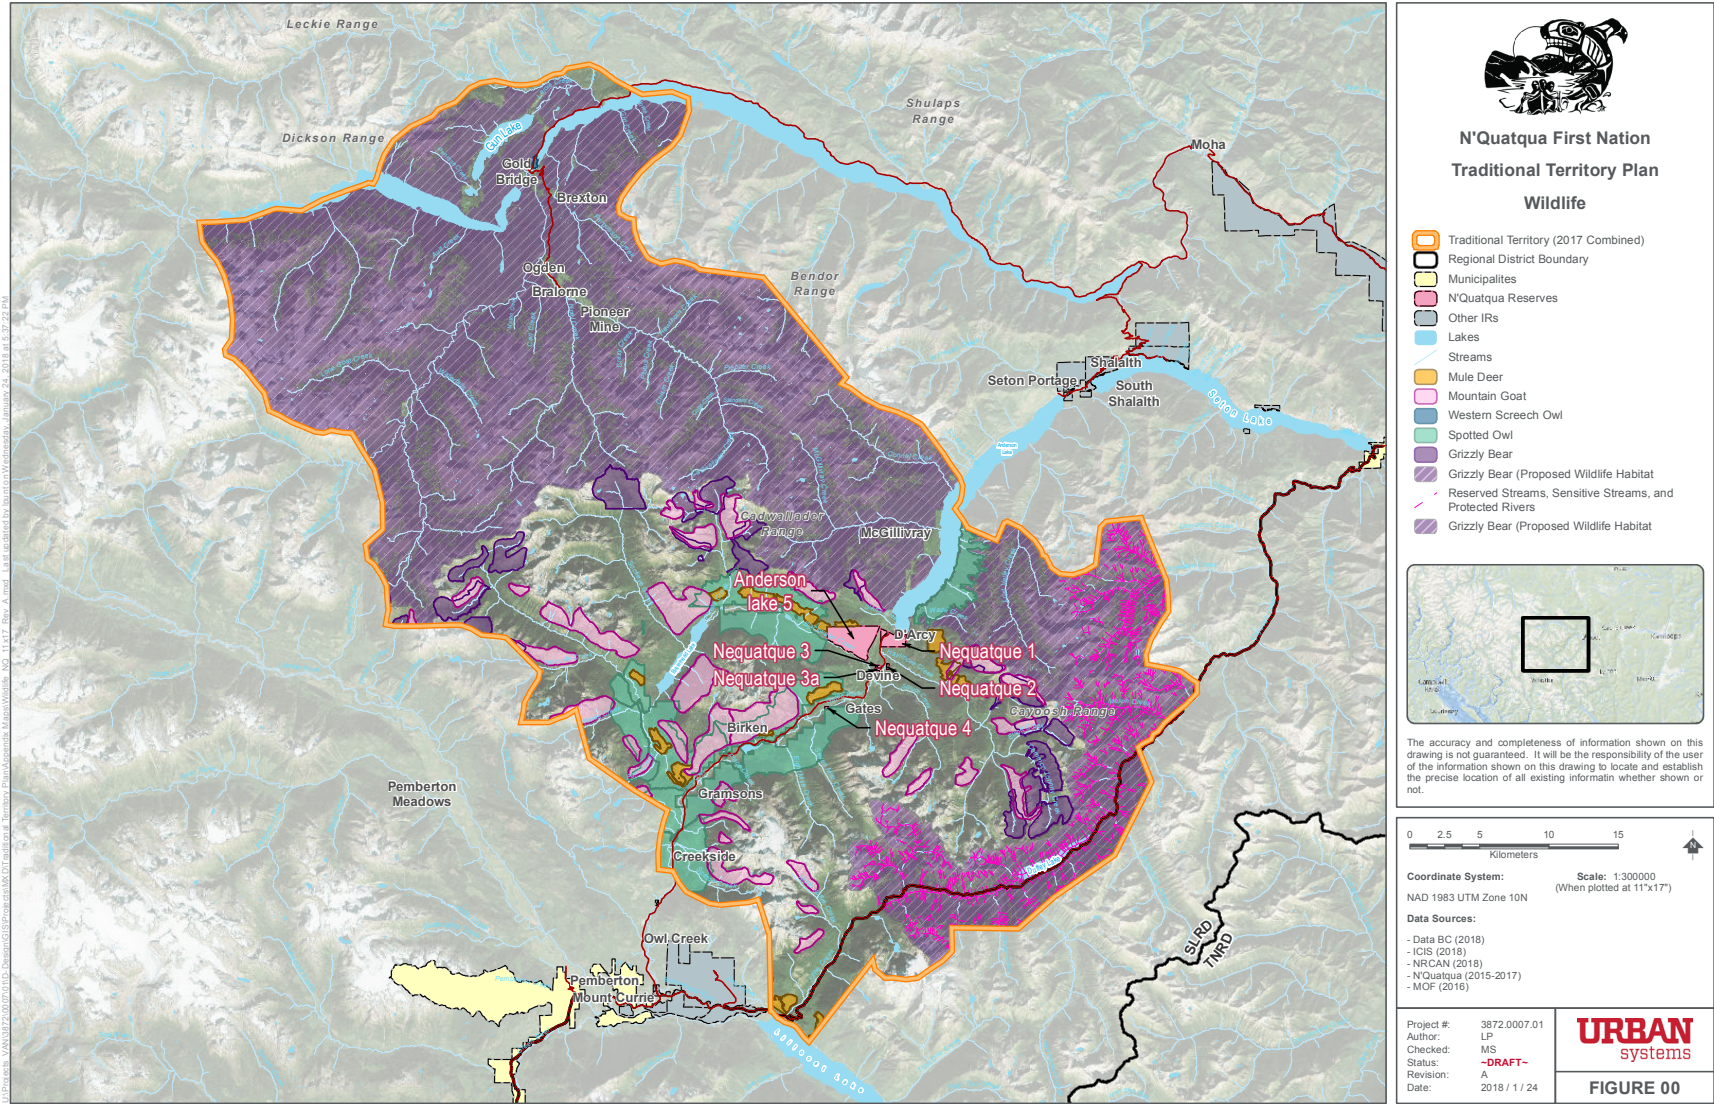 Leckie Range
Dickson Range
Shulaps
Range
Moha
Gun Lake
Gold
Bridge
Brexton
Bendor
Range
Ogden
Bralorne
Pioneer
Mine
Shalalth
Seton Portage
South
Shalalth
Seton Lake
Anderson
Lake
Cadwallader
Range
McGillivray
Anderson
lake 5
D'Arcy
Nequatque 3
Nequatque 1
Nequatque 3a
Devine
Nequatque 2
Gates
Cayoosh Range
Nequatque 4
Birken
Pemberton
Meadows
Gramsons
Creekside
Duffey Lake
Owl Creek
Pemberton
Mount Currie
Lillooet Lake
SLRD
TNRD
N'Quatqua First Nation
Traditional Territory Plan
Wildlife
Traditional Territory (2017 Combined)
Regional District Boundary
Municipalites
N'Quatqua Reserves
Other IRs
Lakes
Streams
Mule Deer
Mountain Goat
Western Screech Owl
Spotted Owl
Grizzly Bear
Grizzly Bear (Proposed Wildlife Habitat
Reserved Streams, Sensitive Streams, and
Protected Rivers
Grizzly Bear (Proposed Wildlife Habitat
Kamloops
The accuracy and completeness of information shown on this
drawing is not guaranteed. It will be the responsibility of the user
of the information shown on this drawing to locate and establish
the precise location of all existing informatin whether shown or
not.
0 2.5 5 10 15
Kilometers
N
Coordinate System:
Scale: 1:300000
(When plotted at 11"x17")
NAD 1983 UTM Zone 10N
Data Sources:
- Data BC (2018)
- ICIS (2018)
- NRCAN (2018)
- N'Quatqua (2015-2017)
- MOF (2016)
Project #: 3872.0007.01
Author: LP
Checked: MS
Status: ~DRAFT~
Revision: A
Date: 2018 / 1 / 24
URBAN
systems
FIGURE 00